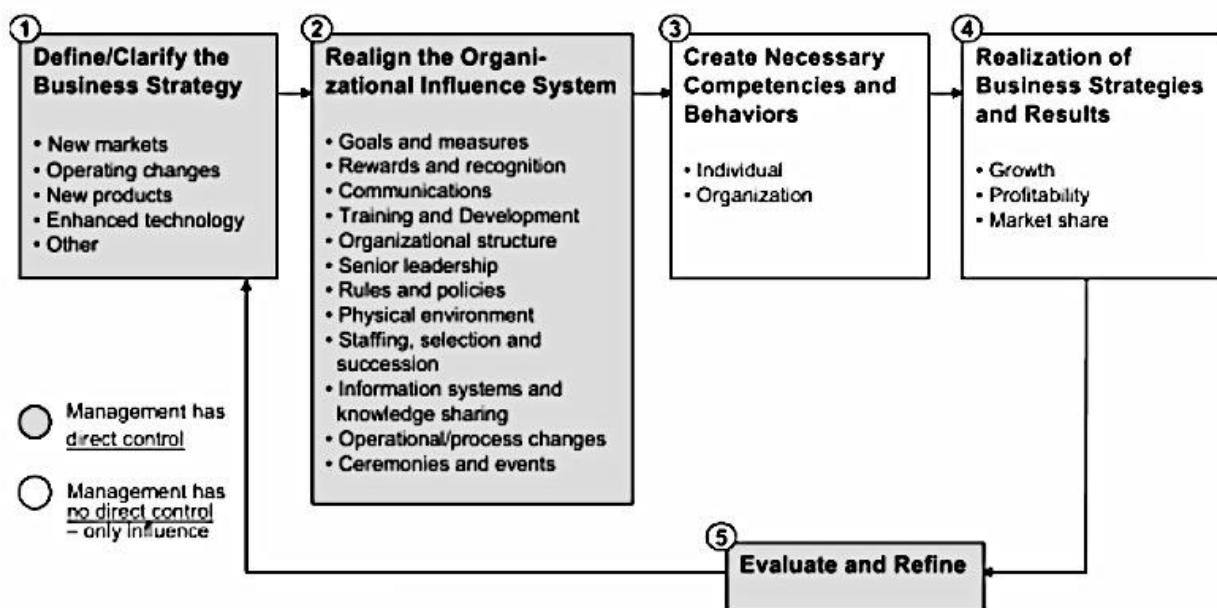 1
Define/Clarify the
Business Strategy
• New markets
• Operating changes
• New products
• Enhanced technology
• Other
2
Realign the Organi-
zational Influence System
• Goals and measures
• Rewards and recognition
• Communications
• Training and Development
• Organizational structure
• Senior leadership
• Rules and policies
• Physical environment
• Staffing, selection and
succession
• Information systems and
knowledge sharing
• Operational/process changes
• Ceremonies and events
3
Create Necessary
Competencies and
Behaviors
• Individual
• Organization
4
Realization of
Business Strategies
and Results
• Growth
• Profitability
• Market share
Management has
direct control
Management has
no direct control
– only Influence
5
Evaluate and Refine